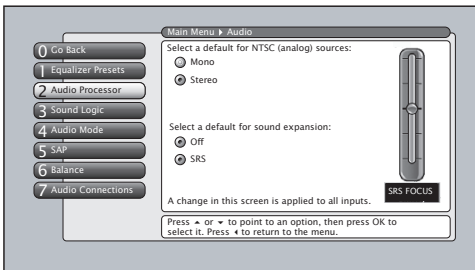 Main Menu ▸ Audio
0 Go Back
1 Equalizer Presets
2 Audio Processor
3 Sound Logic
4 Audio Mode
5 SAP
6 Balance
7 Audio Connections
Select a default for NTSC (analog) sources:
Mono
Stereo
Select a default for sound expansion:
Off
SRS
SRS FOCUS
A change in this screen is applied to all inputs.
Press ▴ or ▾ to point to an option, then press OK to
select it. Press ◂ to return to the menu.